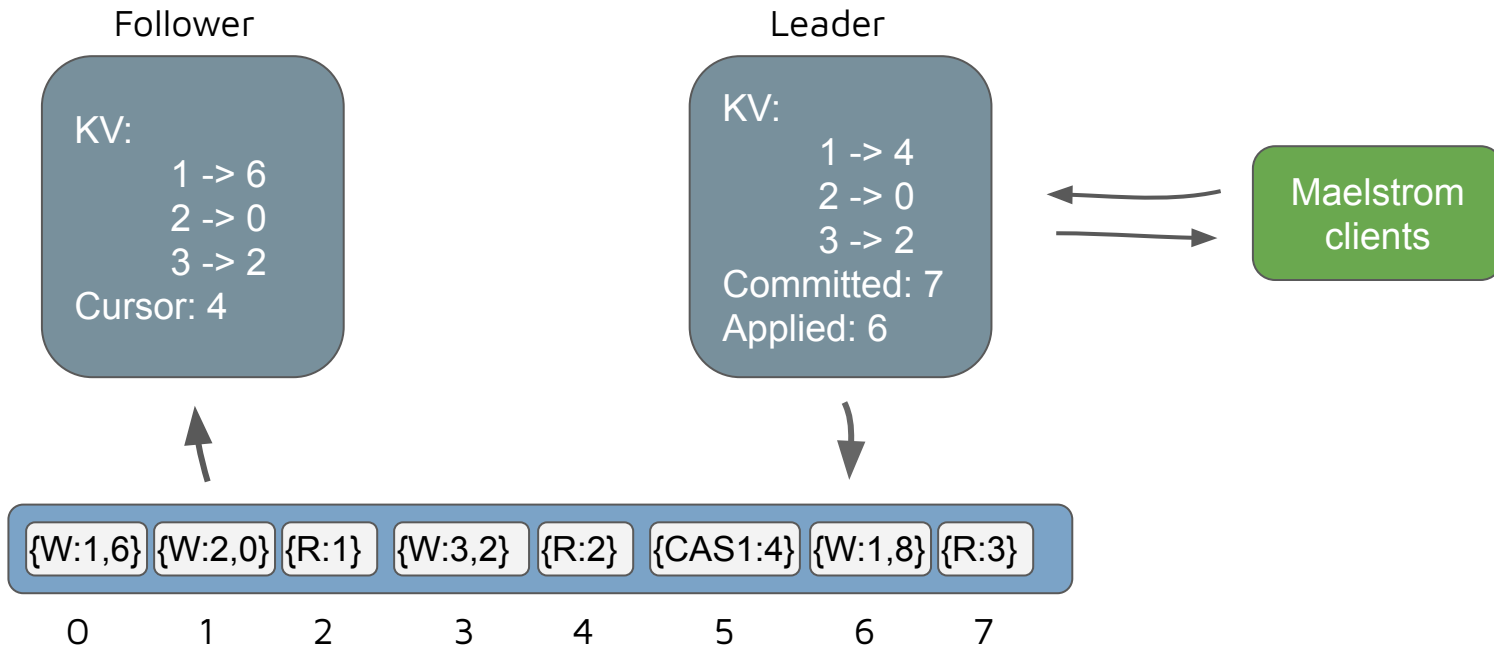 Follower
KV:
1 -> 6
2 -> 0
3 -> 2
Cursor: 4
Leader
KV:
1 -> 4
2 -> 0
3 -> 2
Committed: 7
Applied: 6
Maelstrom
clients
{W:1,6} {W:2,0} {R:1} {W:3,2} {R:2} {CAS1:4} {W:1,8} {R:3}
0 1 2 3 4 5 6 7